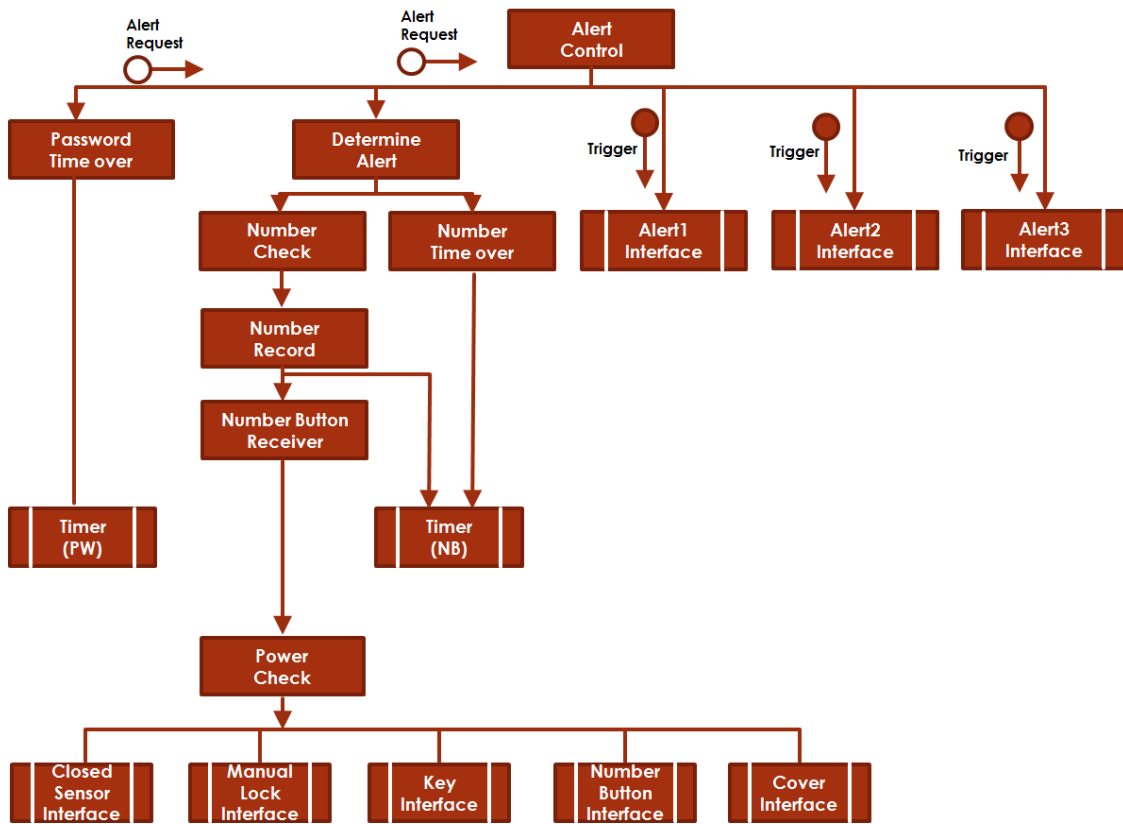 Alert
Request
Alert
Request
Alert
Control
Password
Time over
Determine
Alert
Trigger
Trigger
Trigger
Number
Check
Number
Time over
Alert1
Interface
Alert2
Interface
Alert3
Interface
Number
Record
Number Button
Receiver
Timer
(PW)
Timer
(NB)
Power
Check
Closed
Sensor
Interface
Manual
Lock
Interface
Key
Interface
Number
Button
Interface
Cover
Interface